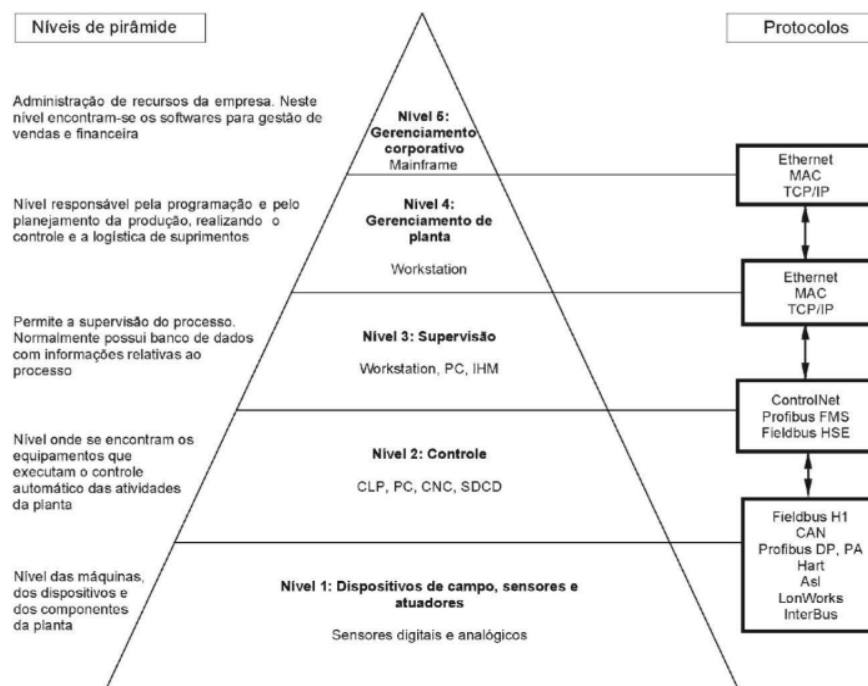 Níveis de pirâmide
Protocolos
Administração de recursos da empresa. Neste
nível encontram-se os softwares para gestão de
vendas e financeira
Nível 5:
Gerenciamento
corporativo
Mainframe
Ethernet
MAC
TCP/IP
Nível responsável pela programação e pelo
planejamento da produção, realizando o
controle e a logística de suprimentos
Nível 4:
Gerenciamento de
planta
Workstation
Ethernet
MAC
TCP/IP
Permite a supervisão do processo.
Normalmente possui banco de dados
com informações relativas ao
processo
Nível 3: Supervisão
Workstation, PC, IHM
ControlNet
Profibus FMS
Fieldbus HSE
Nível onde se encontram os
equipamentos que
executam o controle
automático das atividades
da planta
Nível 2: Controle
CLP, PC, CNC, SDCD
Fieldbus H1
CAN
Profibus DP, PA
Hart
AsI
LonWorks
InterBus
Nível das máquinas,
dos dispositivos e
dos componentes
da planta
Nível 1: Dispositivos de campo, sensores e
atuadores
Sensores digitais e analógicos